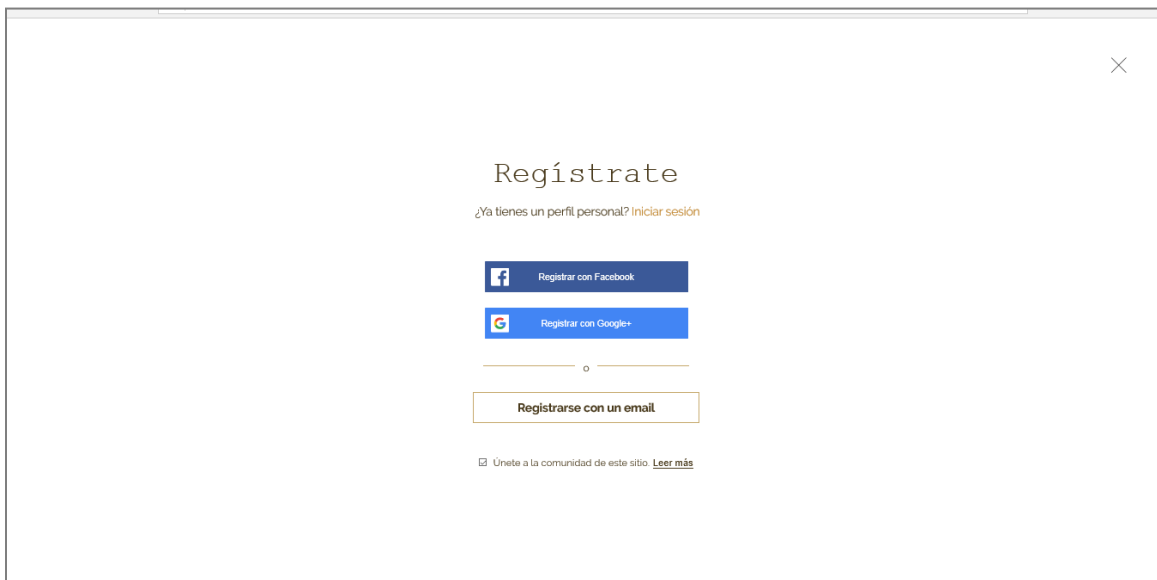 Regístrate
¿Ya tienes un perfil personal? Iniciar sesión
Registrar con Facebook
Registrar con Google+
o
Registrarse con un email
Únete a la comunidad de este sitio. Leer más